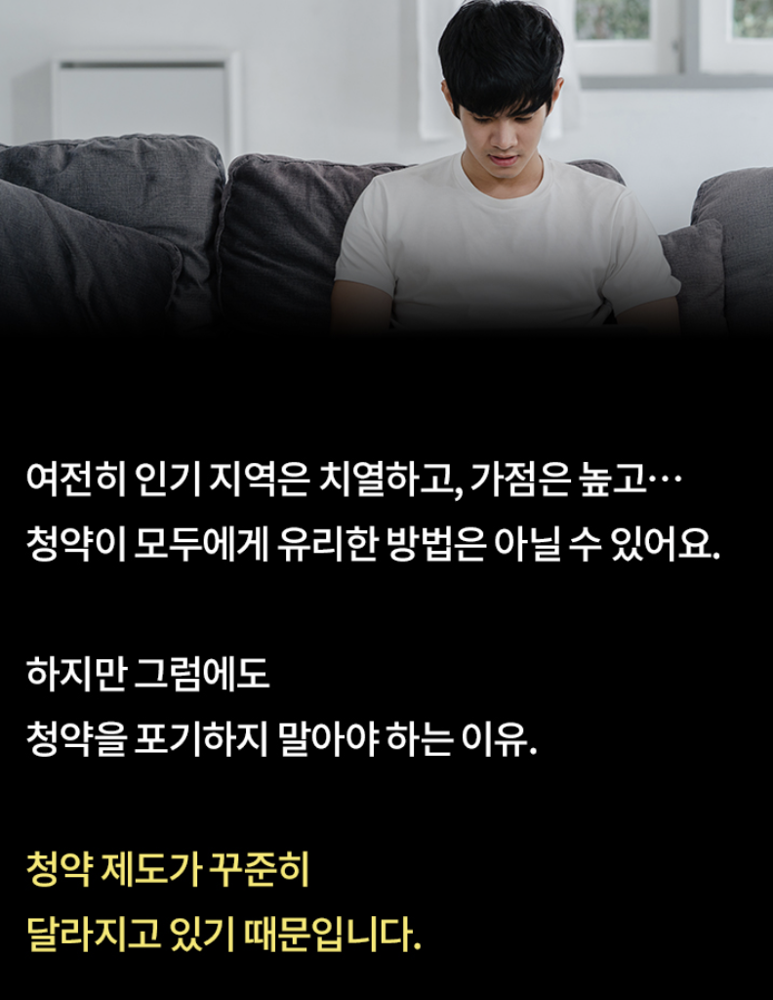 여전히 인기 지역은 치열하고, 가점은 높고…
청약이 모두에게 유리한 방법은 아닐 수 있어요.
하지만 그럼에도
청약을 포기하지 말아야 하는 이유.
청약 제도가 꾸준히
달라지고 있기 때문입니다.